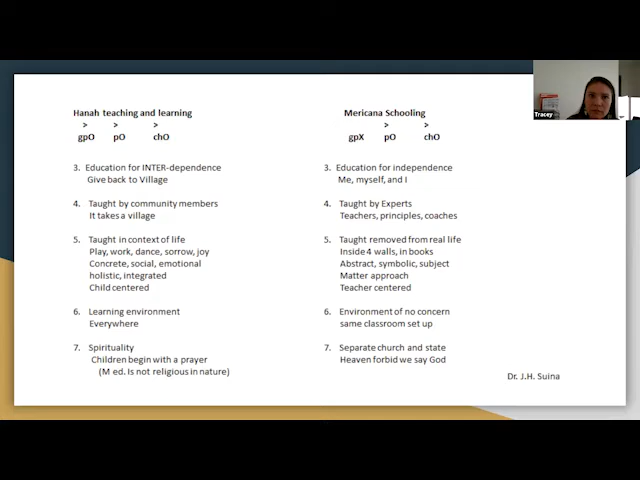 Hanah teaching and learning
> > >
gpO pO chO
3. Education for INTER-dependence
Give back to Village
4. Taught by community members
It takes a village
5. Taught in context of life
Play, work, dance, sorrow, joy
Concrete, social, emotional
holistic, integrated
Child centered
6. Learning environment
Everywhere
7. Spirituality
Children begin with a prayer
(M ed. Is not religious in nature)
Mericana Schooling
> >
gpX pO chO
3. Education for independence
Me, myself, and I
4. Taught by Experts
Teachers, principles, coaches
5. Taught removed from real life
Inside 4 walls, in books
Abstract, symbolic, subject
Matter approach
Teacher centered
6. Environment of no concern
same classroom set up
7. Separate church and state
Heaven forbid we say God
Dr. J.H. Suina
Tracey